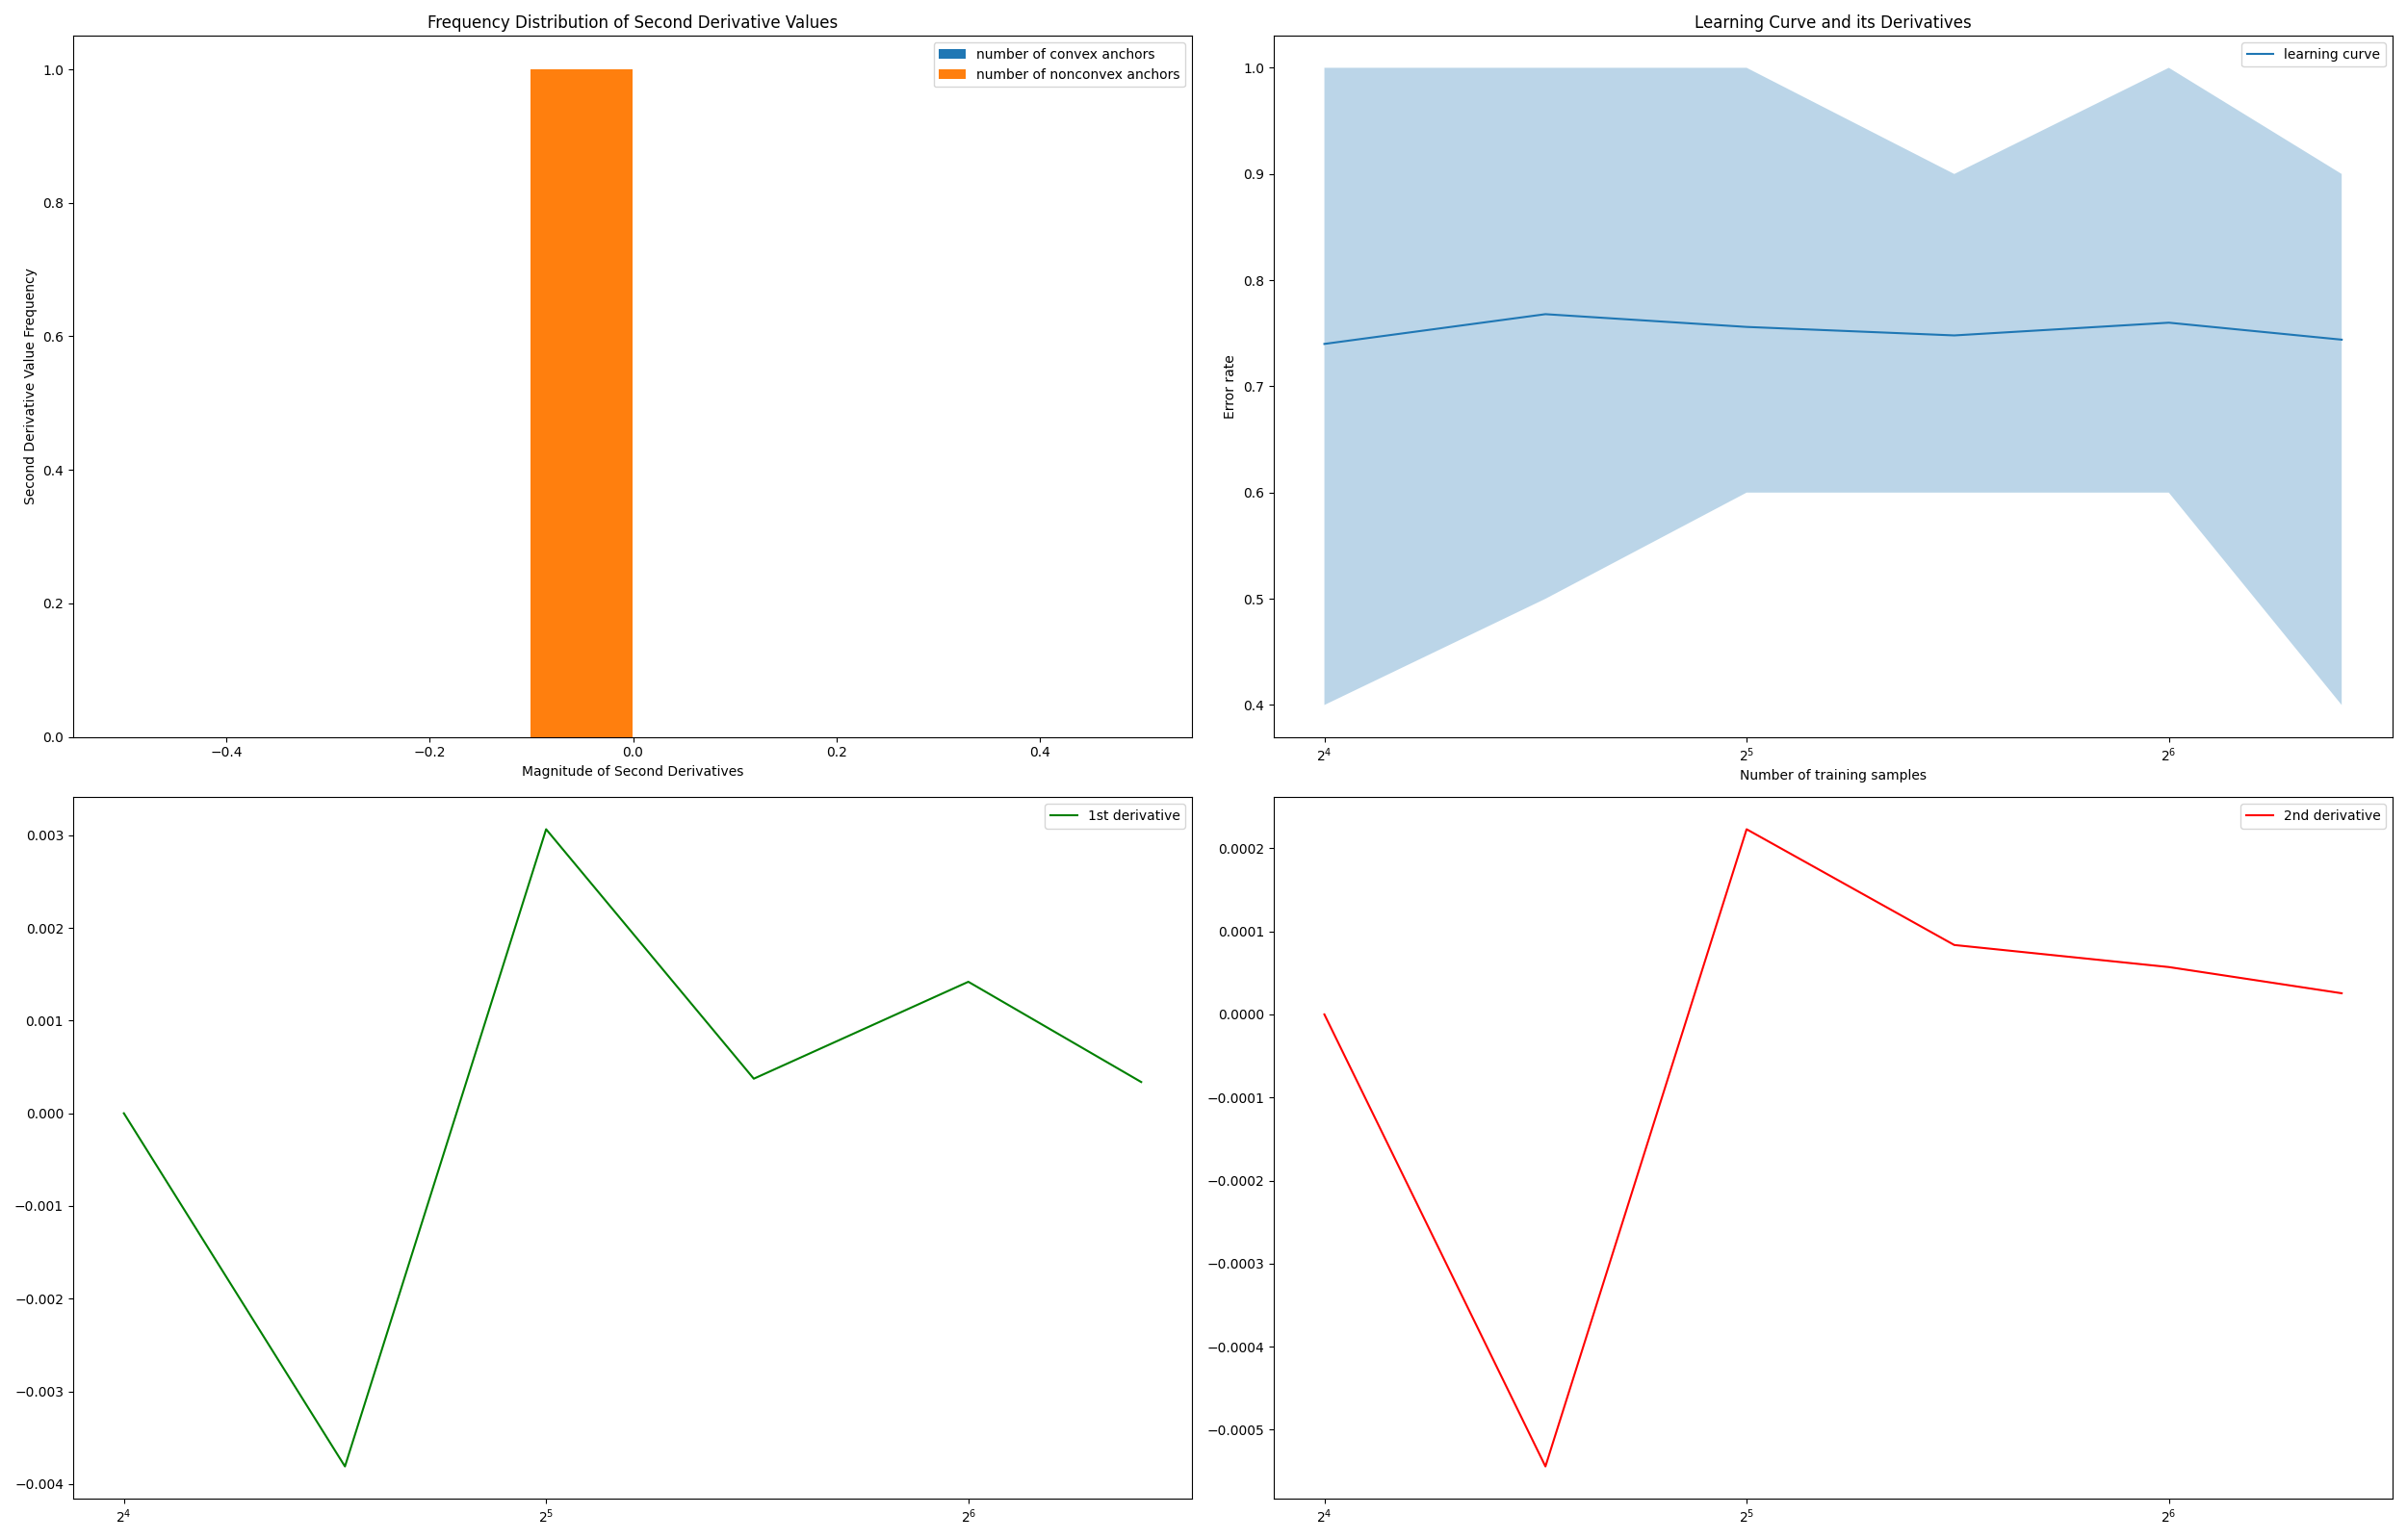 Frequency Distribution of Second Derivative Values
number of convex anchors
number of nonconvex anchors
1.0
0.8
0.6
0.4
0.2
0.0
Second Derivative Value Frequency
−0.4 −0.2 0.0 0.2 0.4
Magnitude of Second Derivatives
Learning Curve and its Derivatives
learning curve
1.0
0.9
0.8
0.7
0.6
0.5
0.4
Error rate
2⁴ 2⁵ 2⁶
Number of training samples
1st derivative
0.003
0.002
0.001
0.000
−0.001
−0.002
−0.003
−0.004
2⁴ 2⁵ 2⁶
2nd derivative
0.0002
0.0001
0.0000
−0.0001
−0.0002
−0.0003
−0.0004
−0.0005
2⁴ 2⁵ 2⁶